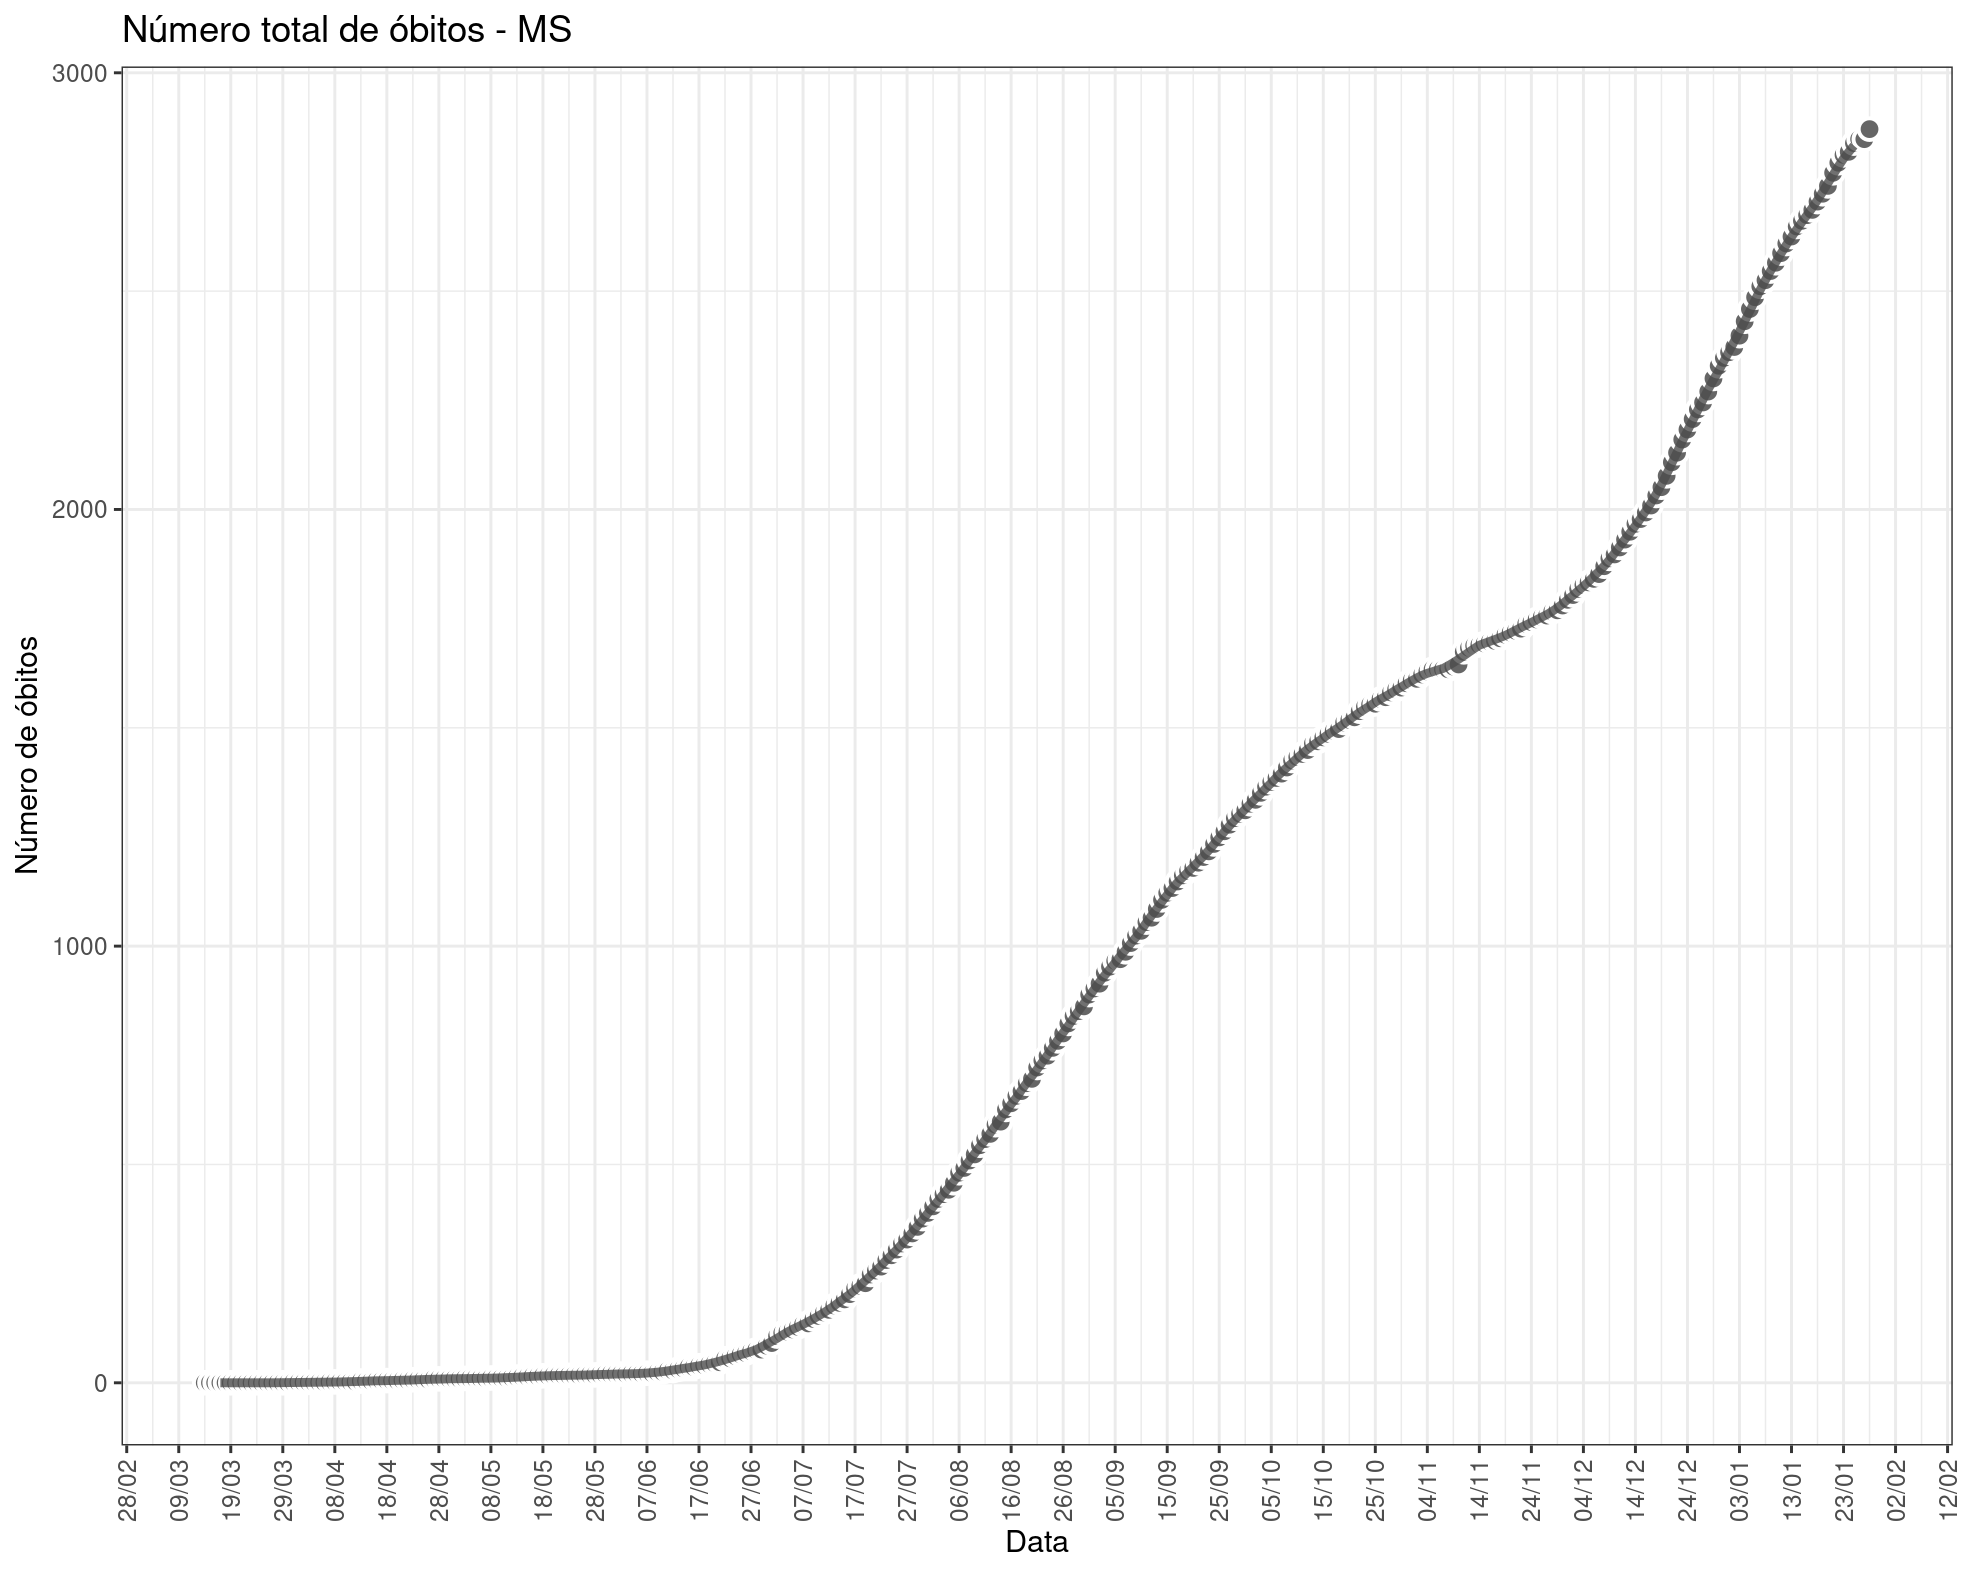 Número total de óbitos - MS
Número de óbitos
3000
2000
1000
0
28/02 09/03 19/03 29/03 08/04 18/04 28/04 08/05 18/05 28/05 07/06 17/06 27/06 07/07 17/07 27/07 06/08 16/08 26/08 05/09 15/09 25/09 05/10 15/10 25/10 04/11 14/11 24/11 04/12 14/12 24/12 03/01 13/01 23/01 02/02 12/02
Data